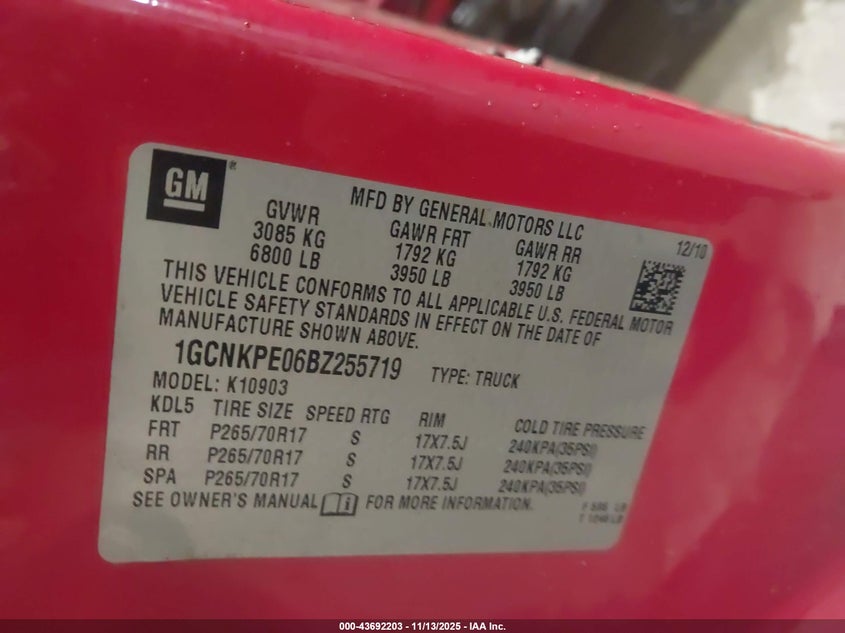 GM ®
MFD BY GENERAL MOTORS LLC
12/10
GVWR GAWR FRT GAWR RR
3085 KG 1792 KG 1792 KG
6800 LB 3950 LB 3950 LB
THIS VEHICLE CONFORMS TO ALL APPLICABLE U.S. FEDERAL MOTOR
VEHICLE SAFETY STANDARDS IN EFFECT ON THE DATE OF
MANUFACTURE SHOWN ABOVE.
1GCNKPE06BZ255719 TYPE: TRUCK
MODEL: K10903
KDL5 TIRE SIZE SPEED RTG RIM COLD TIRE PRESSURE
FRT P265/70R17 S 17X7.5J 240KPA(35PSI)
RR P265/70R17 S 17X7.5J 240KPA(35PSI)
SPA P265/70R17 S 17X7.5J 240KPA(35PSI)
SEE OWNER'S MANUAL FOR MORE INFORMATION.
LB
LB
000-43692203 - 11/13/2025 - IAA Inc.